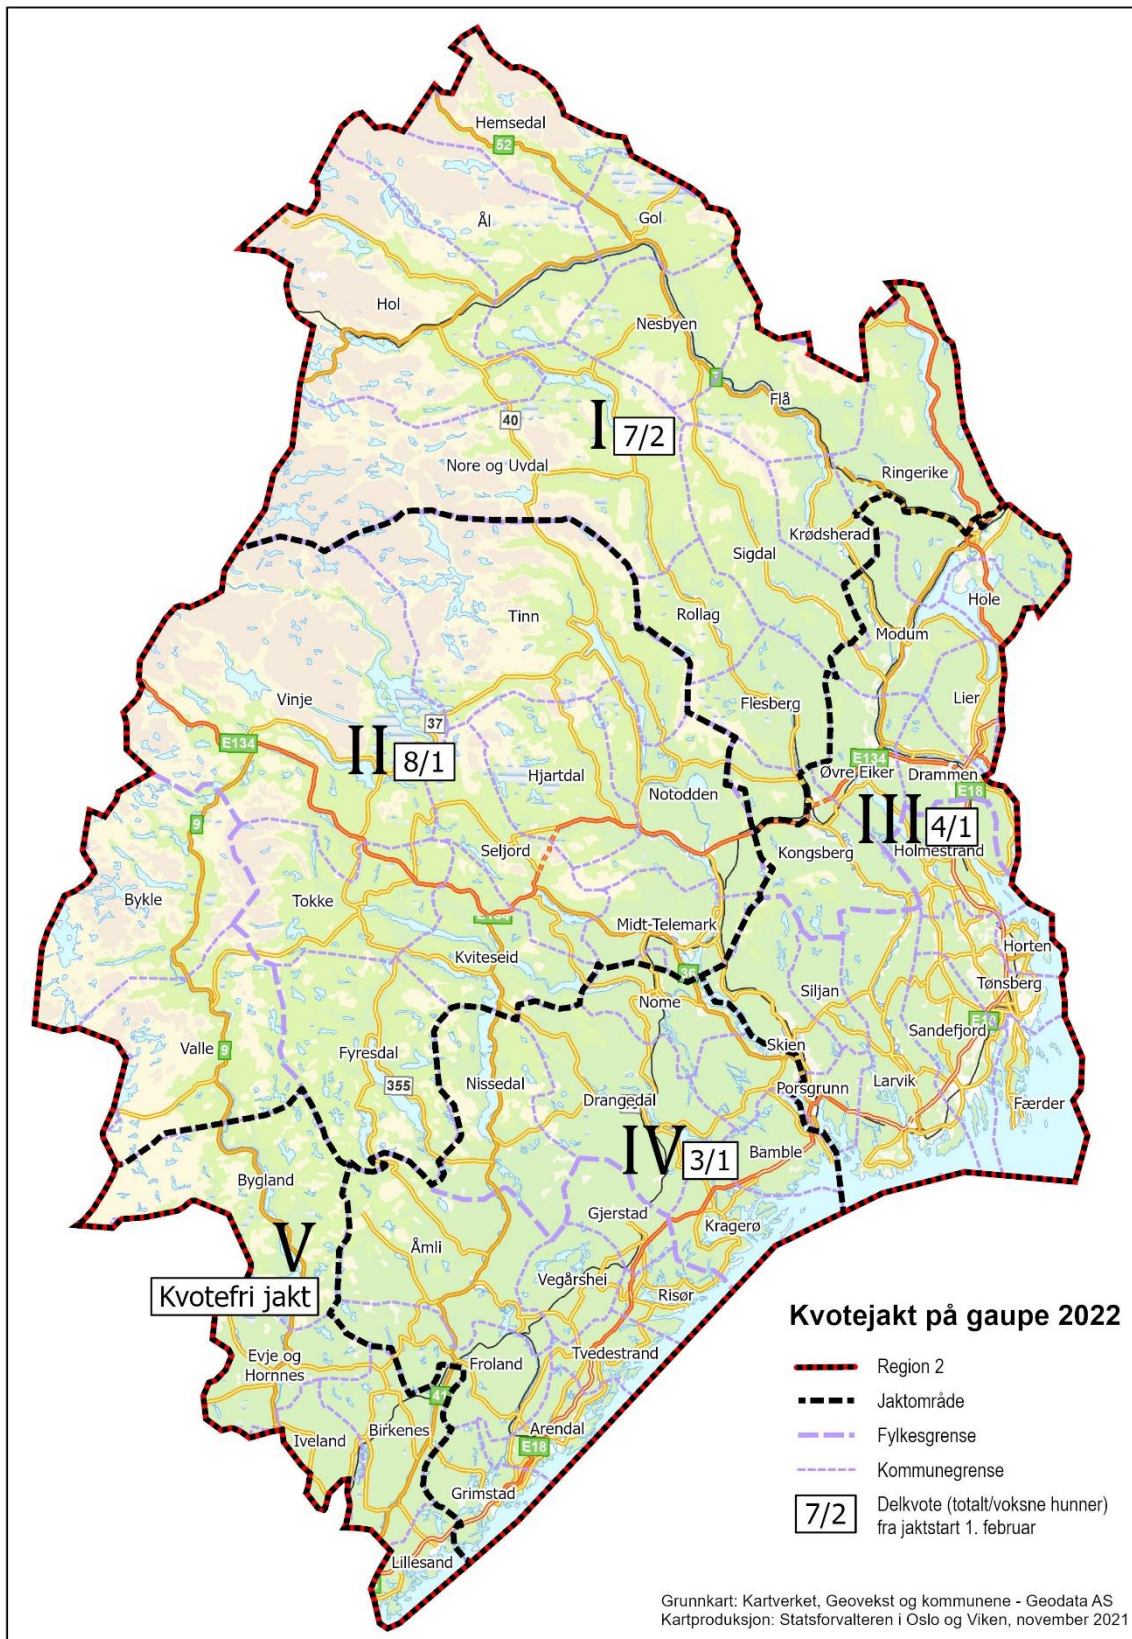 Hemsedal
52
Ål
Gol
Hol
Nesbyen
7
Flå
40
I
7/2
Nore og Uvdal
Ringerike
Krødsherad
Sigdal
Tinn
Rollag
Hole
Modum
Vinje
Flesberg
Lier
37
E134
II
8/1
Hjartdal
E134
Øvre Eiker
Drammen
E18
Notodden
III
4/1
9
Seljord
Kongsberg
Holmestrand
Bykle
Tokke
Midt-Telemark
Kviteseid
Horten
36
Tønsberg
Nome
Siljan
Sandefjord
Valle
9
Fyresdal
Skien
355
Nissedal
Larvik
Porsgrunn
Drangedal
Færder
IV
3/1
Bamble
Bygland
Gjerstad
Kragerø
V
Åmli
Vegårshei
Kvotefri jakt
Risør
Kvotejakt på gaupe 2022
Evje og
Hornnes
Froland
Tvedestrand
Region 2
41
Jaktområde
Birkenes
Arendal
Iveland
E18
Fylkesgrense
Kommunegrense
Grimstad
7/2
Delkvote (totalt/voksne hunner)
fra jaktstart 1. februar
Lillesand
Grunnkart: Kartverket, Geovekst og kommunene - Geodata AS
Kartproduksjon: Statsforvalteren i Oslo og Viken, november 2021